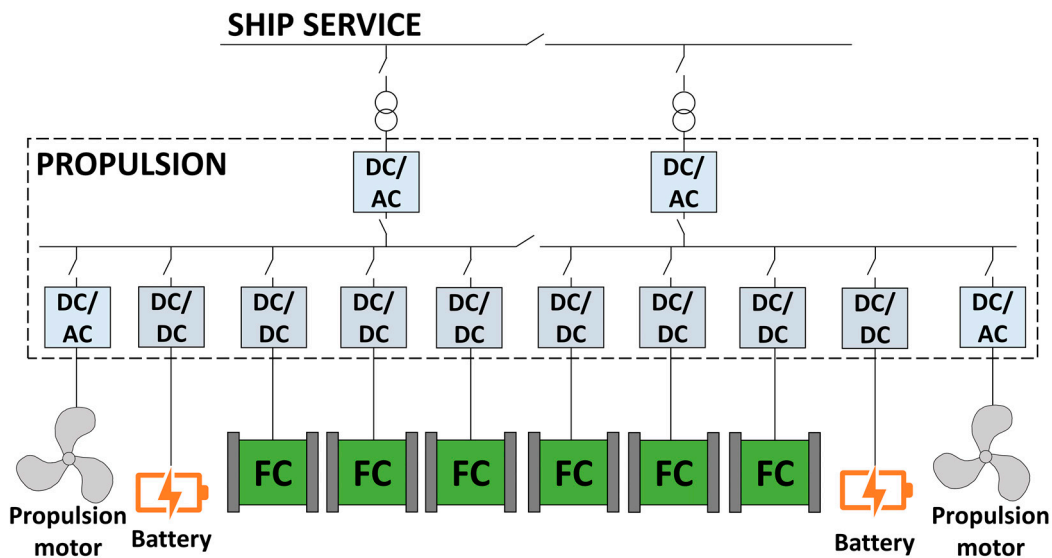 SHIP SERVICE
PROPULSION
DC/
AC
DC/
AC
DC/
AC
DC/
DC
DC/
DC
DC/
DC
DC/
DC
DC/
DC
DC/
DC
DC/
DC
DC/
DC
DC/
AC
FC
FC
FC
FC
FC
FC
Propulsion
motor
Battery
Battery
Propulsion
motor